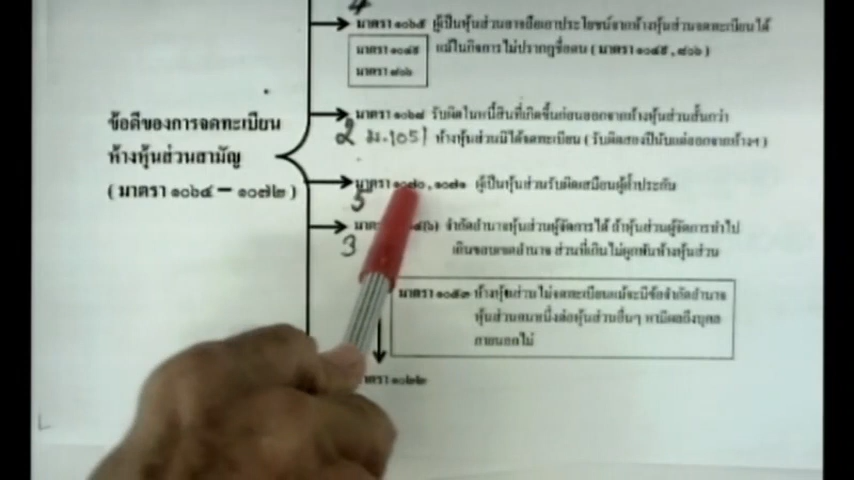 4
มาตรา ๑๐๖๕ ผู้เป็นหุ้นส่วนอาจถือเอาประโยชน์จากห้างหุ้นส่วนจดทะเบียนได้
แม้ในกิจการไม่ปรากฏชื่อตน ( มาตรา ๑๐๔๙ , ๘๐๖ )
มาตรา ๑๐๔๙
มาตรา ๘๐๖
ข้อดีของการจดทะเบียน
ห้างหุ้นส่วนสามัญ
( มาตรา ๑๐๖๔ – ๑๐๗๒ )
มาตรา ๑๐๖๘ รับผิดในหนี้สินที่เกิดขึ้นก่อนออกจากห้างหุ้นส่วนสั้นกว่า
2 ม.1051 ห้างหุ้นส่วนมิได้จดทะเบียน ( รับผิดสองปีนับแต่ออกจากห้างฯ )
มาตรา ๑๐๗๐ , ๑๐๗๑ ผู้เป็นหุ้นส่วนรับผิดเสมือนผู้ค้ำประกัน
5
(๖) จำกัดอำนาจหุ้นส่วนผู้จัดการได้ ถ้าหุ้นส่วนผู้จัดการทำไป
3 เกินขอบเขตอำนาจ ส่วนที่เกินไม่ผูกพันห้างหุ้นส่วน
มาตรา ๑๐๕๓ ห้างหุ้นส่วนไม่จดทะเบียนแม้จะมีข้อจำกัดอำนาจ
หุ้นส่วนคนหนึ่งต่อหุ้นส่วนอื่นๆ หามีผลถึงบุคคล
ภายนอกไม่
มาตรา ๑๐๒๒